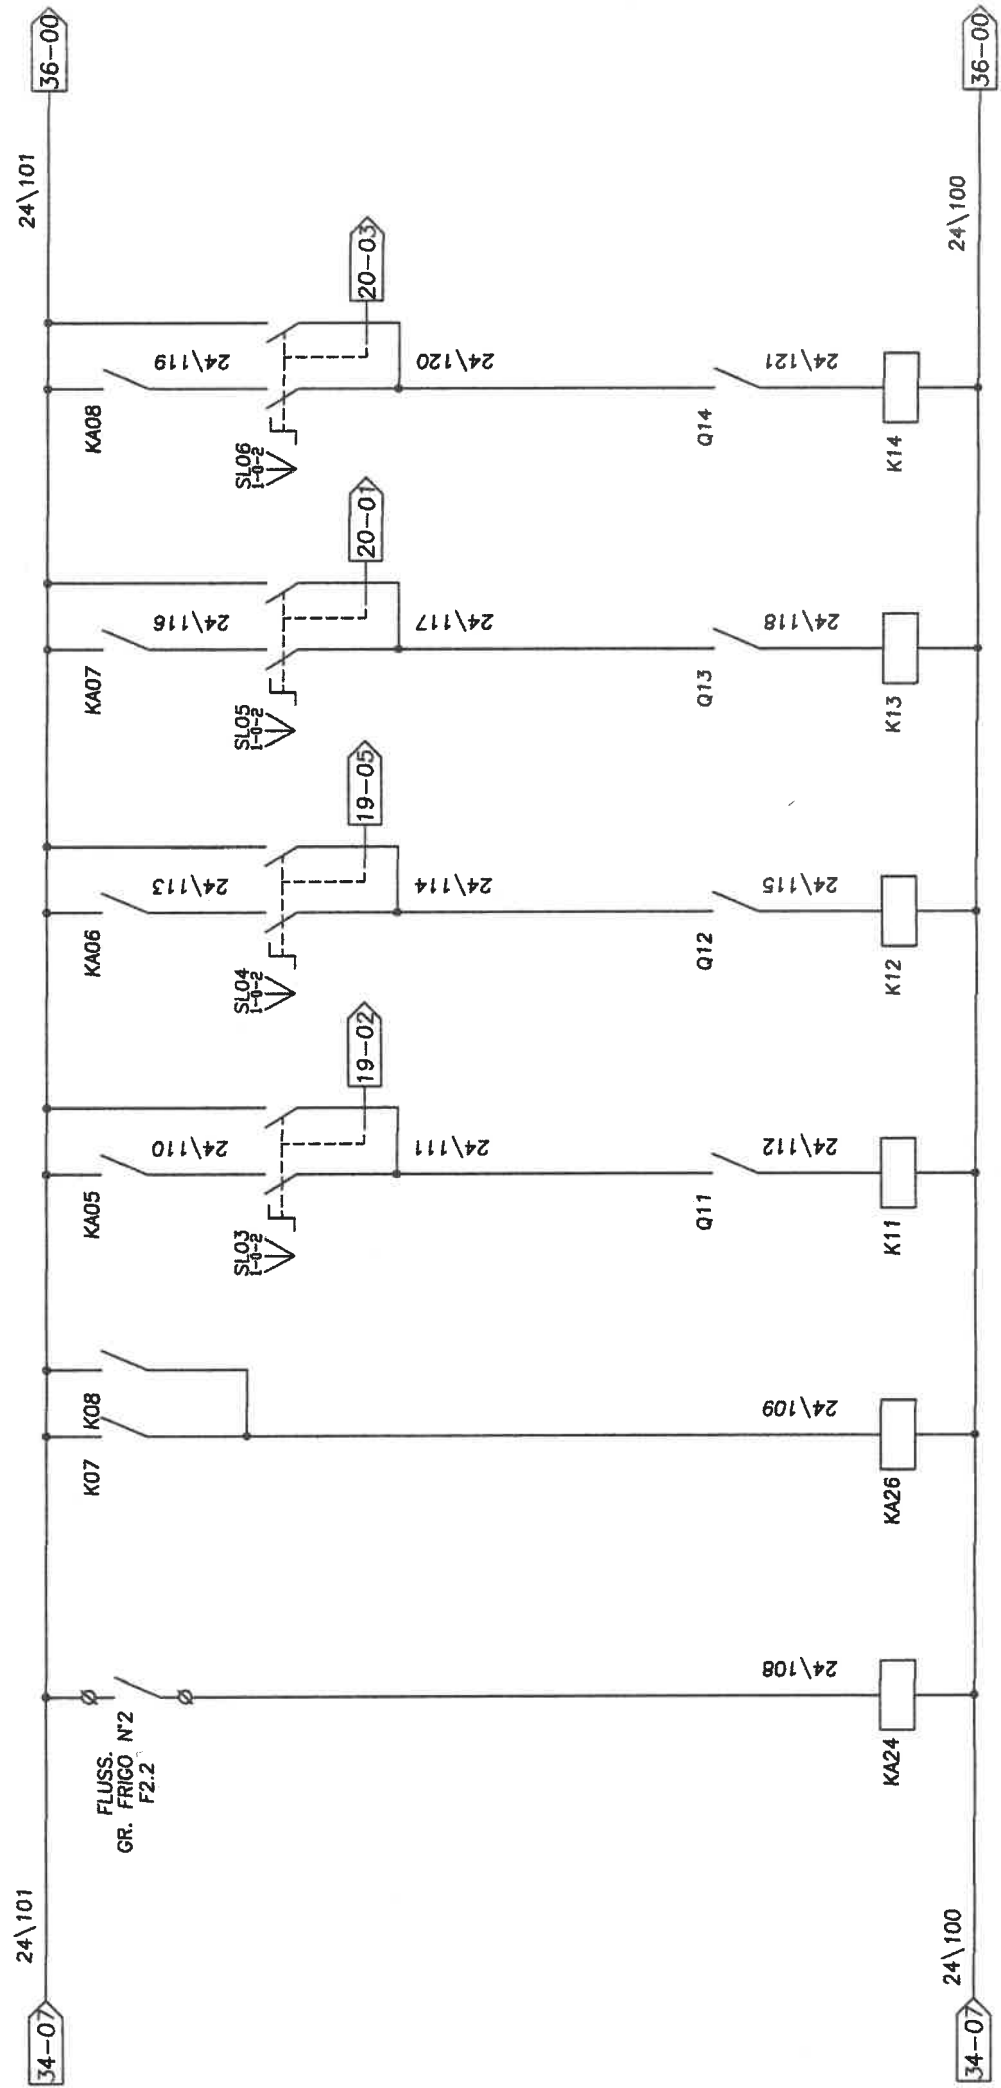 34-07
24\101
24\101
36-00
FLUSS.
GR. FRIGO N°2
F2.2
K07
K08
KA05
24\110
SL03
1-0-2
19-02
24\111
KA06
24\113
SL04
1-0-2
19-05
24\114
KA07
24\116
SL05
1-0-2
20-01
24\117
KA08
24\119
SL06
1-0-2
20-03
24\120
Q11
Q12
Q13
Q14
24\108
24\109
24\112
24\115
24\118
24\121
KA24
KA26
K11
K12
K13
K14
34-07
24\100
24\100
36-00